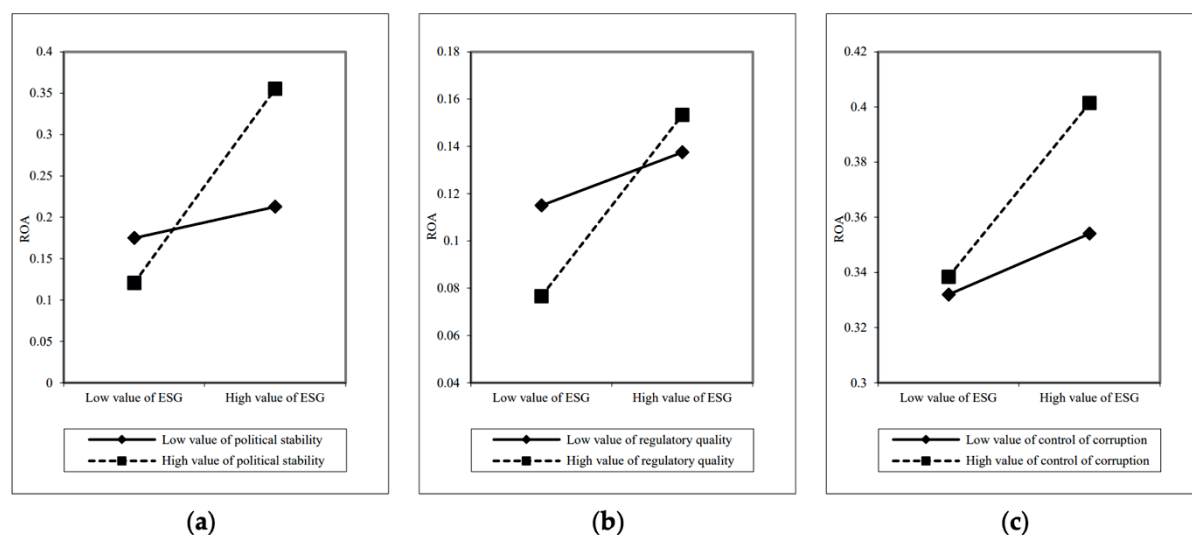 0.4
0.35
0.3
0.25
0.2
0.15
0.1
0.05
0
ROA
Low value of ESG High value of ESG
Low value of political stability
High value of political stability
(a)
0.18
0.16
0.14
0.12
0.1
0.08
0.06
0.04
ROA
Low value of ESG High value of ESG
Low value of regulatory quality
High value of regulatory quality
(b)
0.42
0.4
0.38
0.36
0.34
0.32
0.3
ROA
Low value of ESG High value of ESG
Low value of control of corruption
High value of control of corruption
(c)